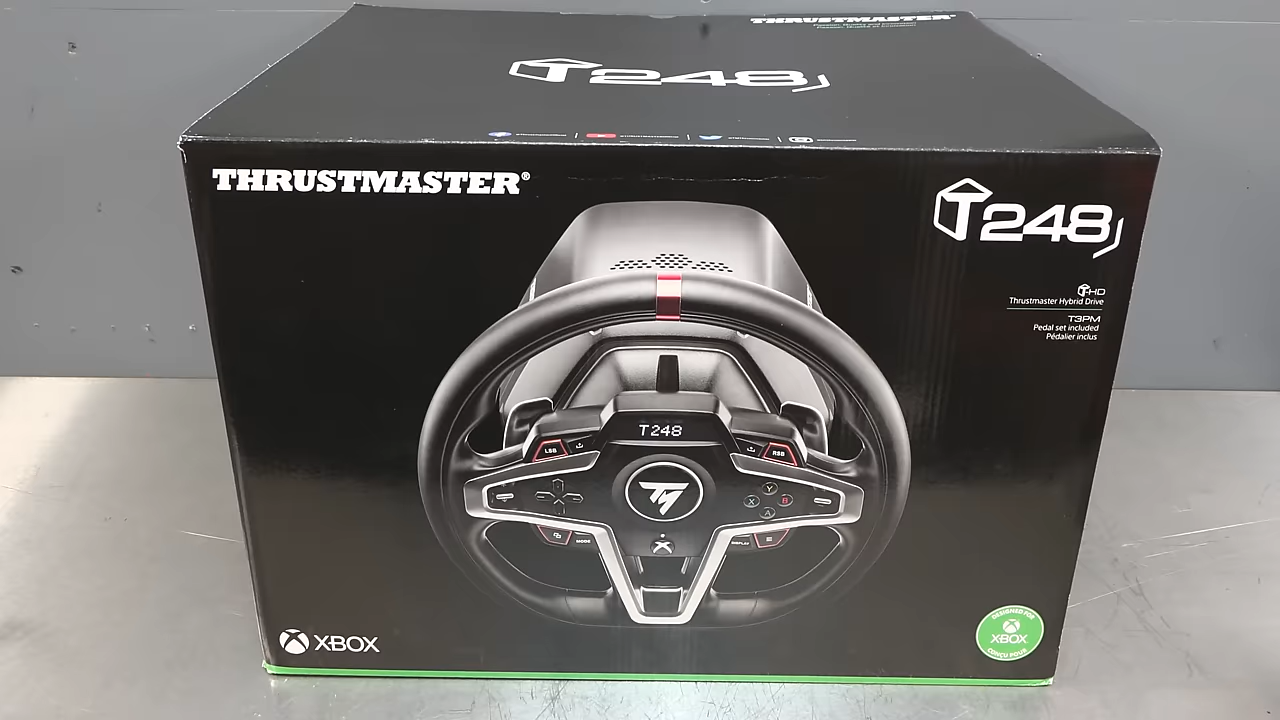 THRUSTMASTER®
T248
THRUSTMASTER®
T248
T-HD
Thrustmaster Hybrid Drive
T3PM
Pedal set included
Pédalier inclus
T248
LSB
RSB
Y
X
B
A
MODE
DISPLAY
XBOX
DESIGNED FOR
XBOX
CONÇU POUR